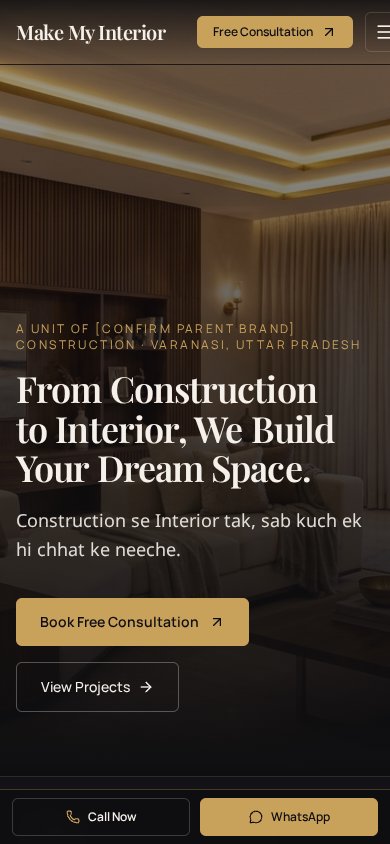 Make My Interior
Free Consultation
A UNIT OF [CONFIRM PARENT BRAND]
CONSTRUCTION · VARANASI, UTTAR PRADESH
From Construction
to Interior, We Build
Your Dream Space.
Construction se Interior tak, sab kuch ek
hi chhat ke neeche.
Book Free Consultation
View Projects
Call Now
WhatsApp